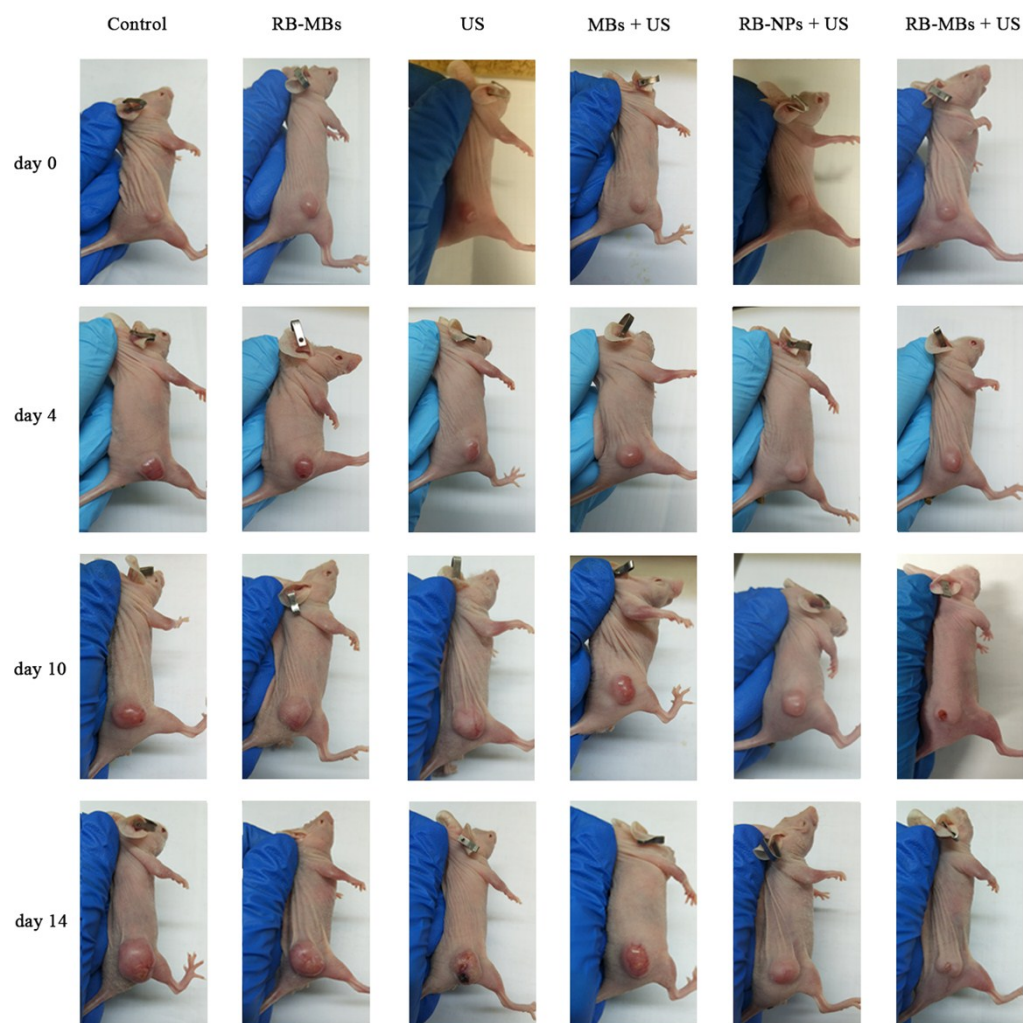 Control RB-MBs US MBs + US RB-NPs + US RB-MBs + US
day 0
day 4
day 10
day 14